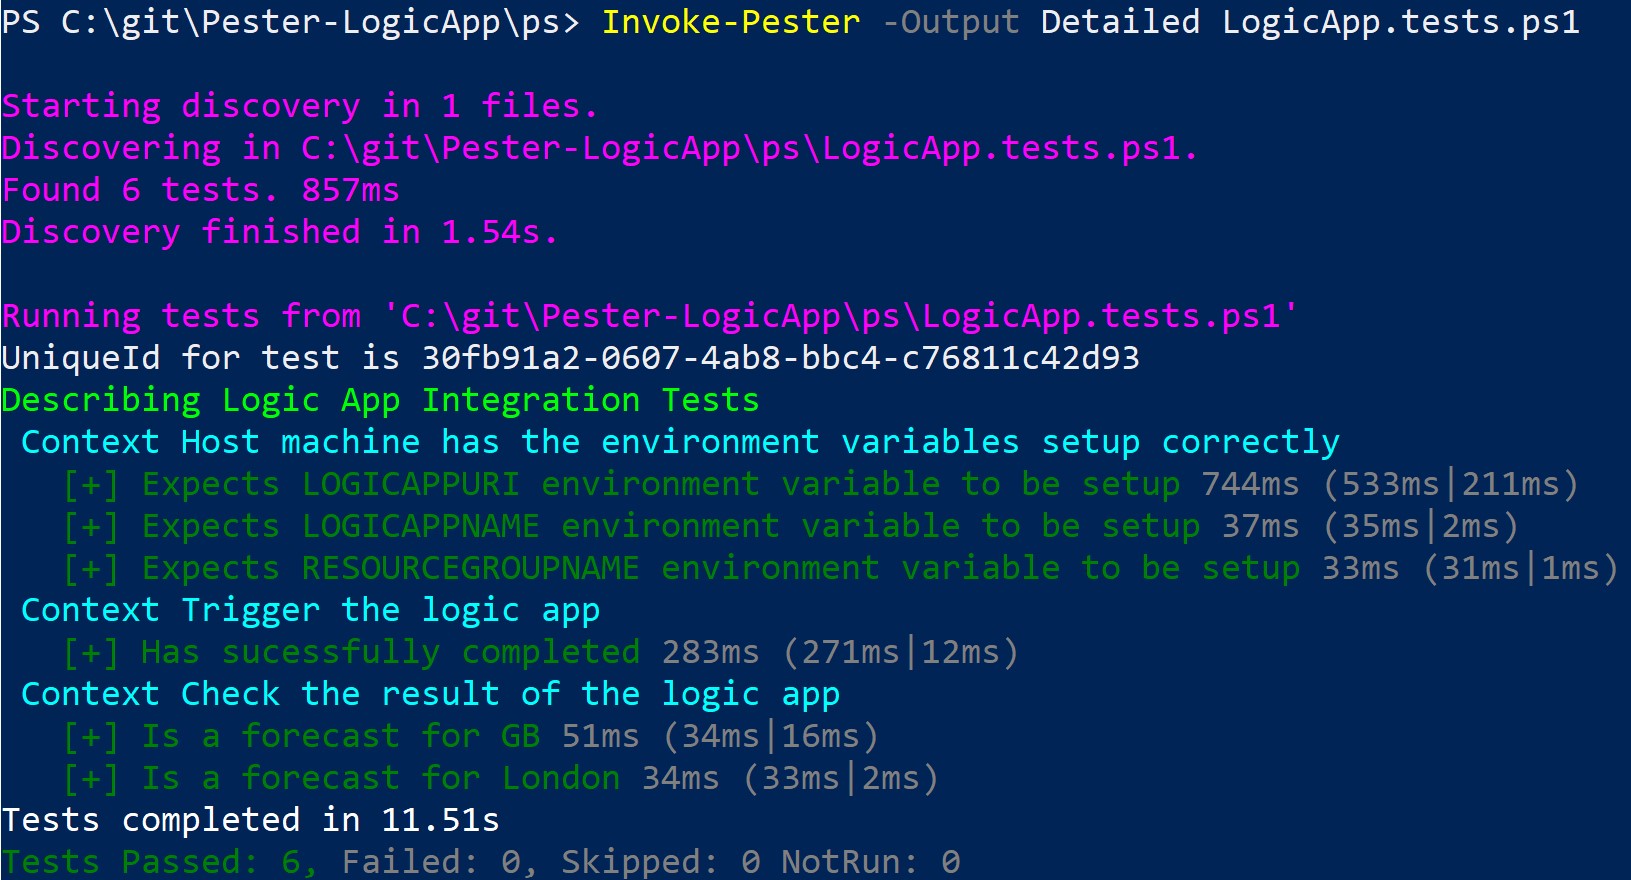 PS C:\git\Pester-LogicApp\ps> Invoke-Pester -Output Detailed LogicApp.tests.ps1
Starting discovery in 1 files.
Discovering in C:\git\Pester-LogicApp\ps\LogicApp.tests.ps1.
Found 6 tests. 857ms
Discovery finished in 1.54s.
Running tests from 'C:\git\Pester-LogicApp\ps\LogicApp.tests.ps1'
UniqueId for test is 30fb91a2-0607-4ab8-bbc4-c76811c42d93
Describing Logic App Integration Tests
Context Host machine has the environment variables setup correctly
[+] Expects LOGICAPPURI environment variable to be setup 744ms (533ms|211ms)
[+] Expects LOGICAPPNAME environment variable to be setup 37ms (35ms|2ms)
[+] Expects RESOURCEGROUPNAME environment variable to be setup 33ms (31ms|1ms)
Context Trigger the logic app
[+] Has sucessfully completed 283ms (271ms|12ms)
Context Check the result of the logic app
[+] Is a forecast for GB 51ms (34ms|16ms)
[+] Is a forecast for London 34ms (33ms|2ms)
Tests completed in 11.51s
Tests Passed: 6, Failed: 0, Skipped: 0 NotRun: 0